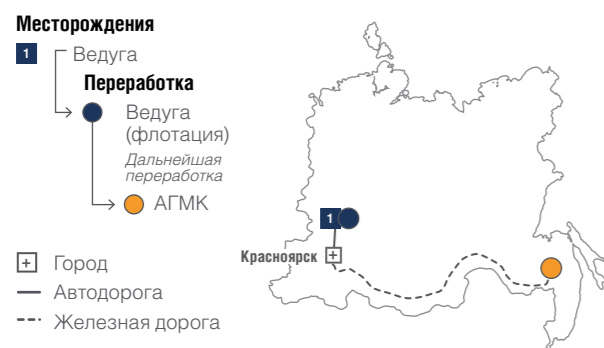 Месторождения
1 Ведуга
Переработка
Ведуга
(флотация)
Дальнейшая
переработка
АГМК
1
Красноярск
Город
Автодорога
Железная дорога